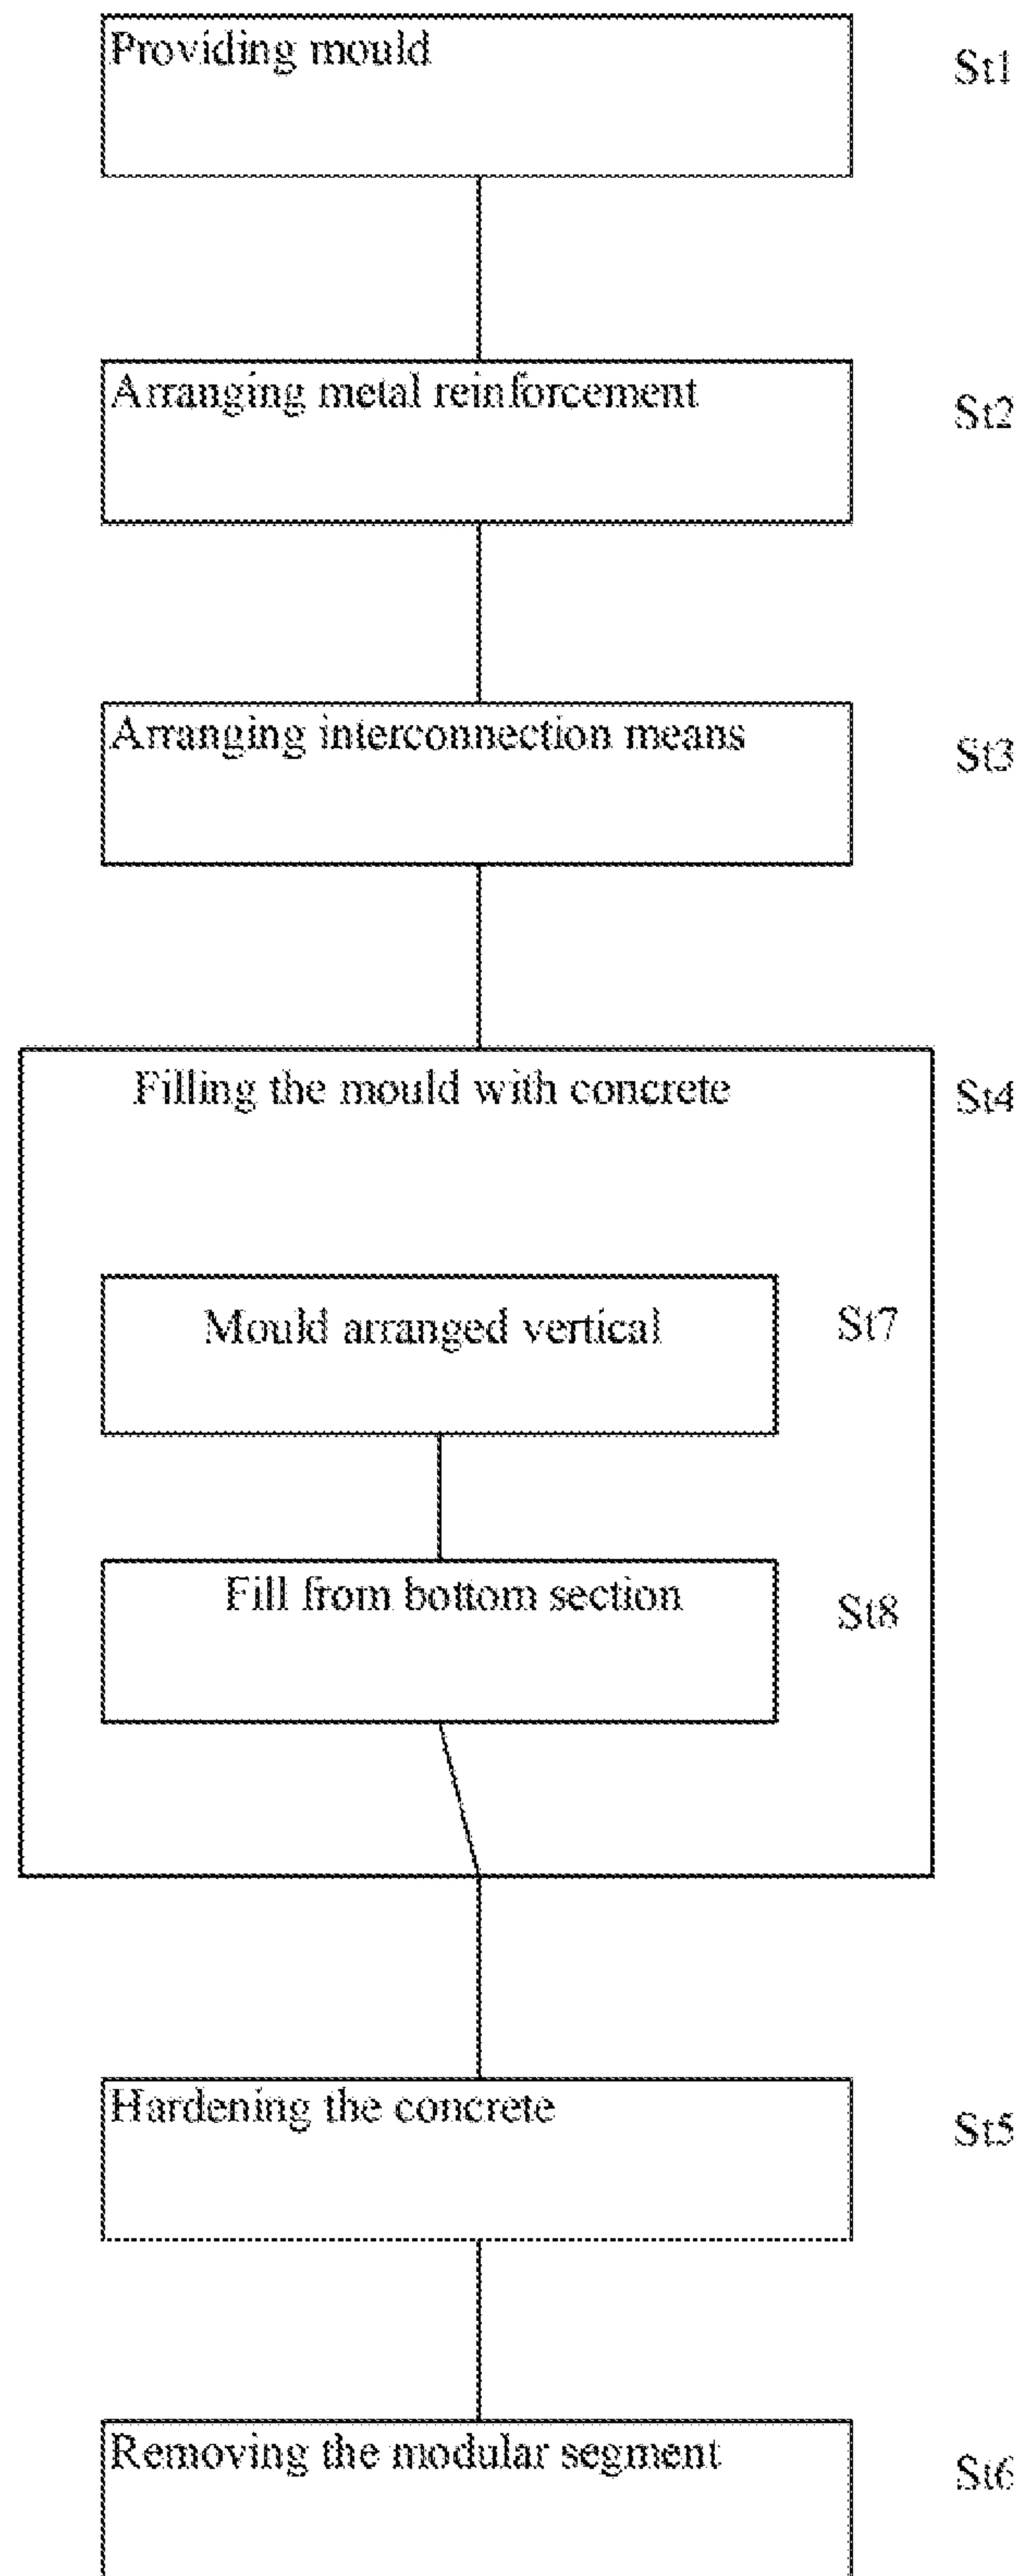 Providing mould
St1
Arranging metal reinforcement
St2
Arranging interconnection means
St3
Filling the mould with concrete
St4
Mould arranged vertical
St7
Fill from bottom section
St8
Hardening the concrete
St5
Removing the modular segment
St6